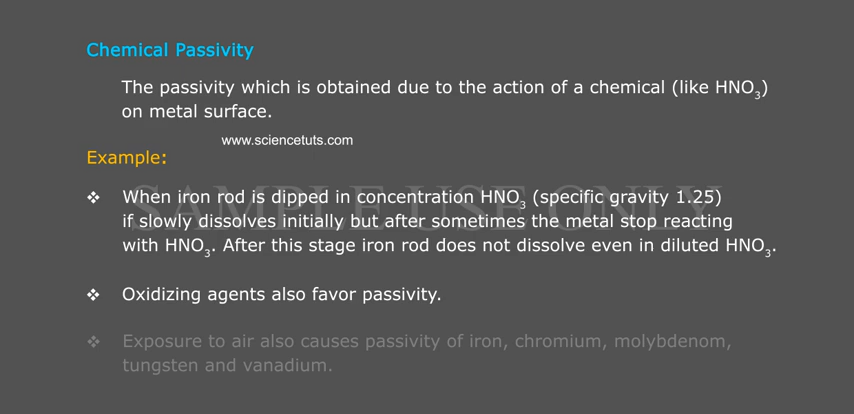 Chemical Passivity
The passivity which is obtained due to the action of a chemical (like HNO3)
on metal surface.
www.sciencetuts.com
Example:
❖ When iron rod is dipped in concentration HNO3 (specific gravity 1.25)
SAMPLE USE ONLY
if slowly dissolves initially but after sometimes the metal stop reacting
with HNO3. After this stage iron rod does not dissolve even in diluted HNO3.
❖ Oxidizing agents also favor passivity.
❖ Exposure to air also causes passivity of iron, chromium, molybdenom,
tungsten and vanadium.